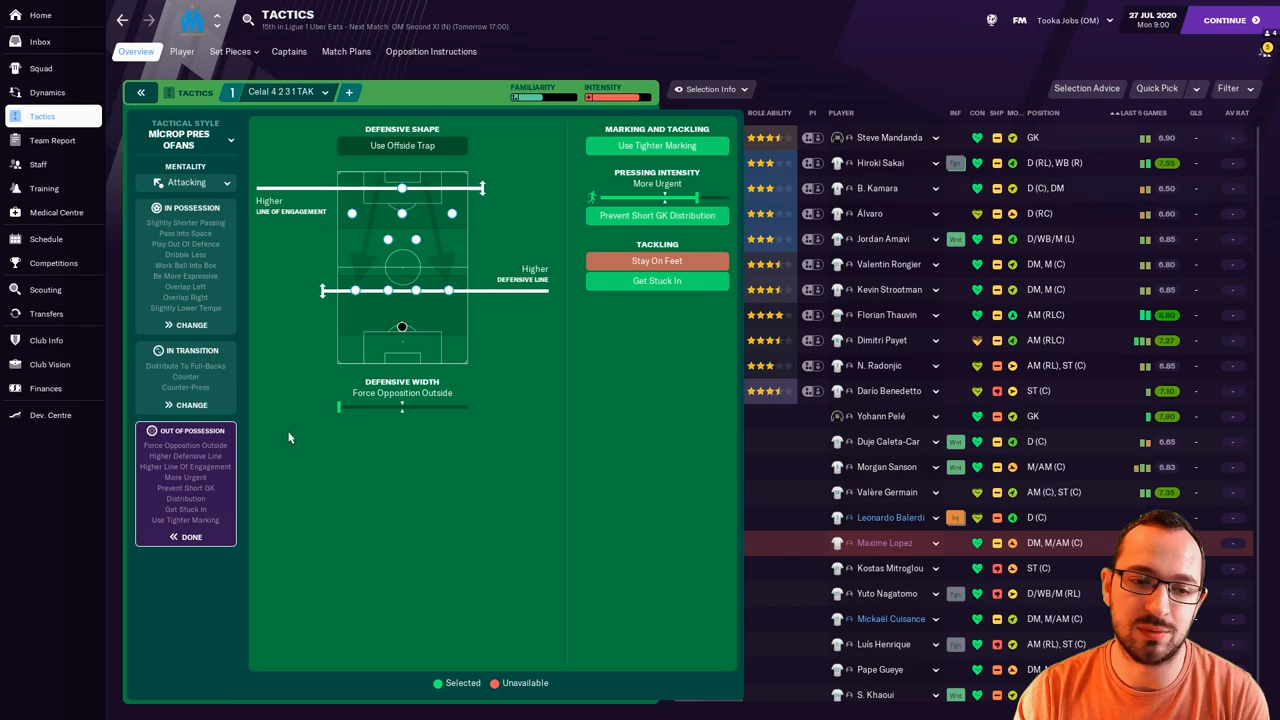 Home
Inbox
Squad
Dynamics
Tactics
Team Report
Staff
Training
Medical Centre
Schedule
Competitions
Scouting
Transfers
Club Info
Club Vision
Finances
Dev. Centre
TACTICS
15th in Ligue 1 Uber Eats - Next Match: OM Second XI (N) (Tomorrow 17:00)
FM
Tooka Jobs (OM)
27 JUL 2020
Mon 9:00
CONTINUE
4
5
Overview
Player
Set Pieces
Captains
Match Plans
Opposition Instructions
TACTICS
1
Celal 4 2 3 1 TAK
FAMILIARITY
INTENSITY
Selection Info
Selection Advice
Quick Pick
Filter
TACTICAL STYLE
MİCROP PRES
OFANS
MENTALITY
Attacking
IN POSSESSION
Slightly Shorter Passing
Pass Into Space
Play Out Of Defence
Dribble Less
Work Ball Into Box
Be More Expressive
Overlap Left
Overlap Right
Slightly Lower Tempo
CHANGE
IN TRANSITION
Distribute To Full-Backs
Counter
Counter-Press
CHANGE
OUT OF POSSESSION
Force Opposition Outside
Higher Defensive Line
Higher Line Of Engagement
More Urgent
Prevent Short GK
Distribution
Get Stuck In
Use Tighter Marking
DONE
DEFENSIVE SHAPE
Use Offside Trap
Higher
LINE OF ENGAGEMENT
Higher
DEFENSIVE LINE
DEFENSIVE WIDTH
Force Opposition Outside
MARKING AND TACKLING
Use Tighter Marking
PRESSING INTENSITY
More Urgent
Prevent Short GK Distribution
TACKLING
Stay On Feet
Get Stuck In
Selected
Unavailable
ROLE ABILITY PI PLAYER INF CON SHP MO... POSITION LAST 5 GAMES GLS AV RAT
Steve Mandanda GK 6.90 -
Hiroki Sakai Fgn D (RL), WB (R) 7.55 -
B. Kamara D (C), DM 6.50 -
Álvaro D (RC) 6.60 -
Jordan Amavi Wnt D/WB/M (L) 6.85 -
V. Rongier DM, M (C) 6.80 -
Kevin Strootman DM, M (C) 6.85 -
Florian Thauvin AM (RLC) 8.80 -
Dimitri Payet AM (RLC) 7.27 -
N. Radonjic AM (RL), ST (C) 6.85 -
Darío Benedetto ST (C) 7.10 -
Yohann Pelé GK 7.90 -
Duje Caleta-Car Wnt D (C) 6.65 -
Morgan Sanson Wnt M/AM (C) 6.83 -
Valère Germain AM (C), ST (C) 7.35 -
Leonardo Balerdi Inj D (C) -
Maxime Lopez DM, M/AM (C) -
Kostas Mitroglou ST (C)
Yuto Nagatomo Fgn D/WB/M (RL) -
Mickaël Cuisance DM, M/AM (C) -
Luis Henrique Fgn AM (RL), ST (C) -
Pape Gueye DM, -
S. Khaoui Wnt M/ -